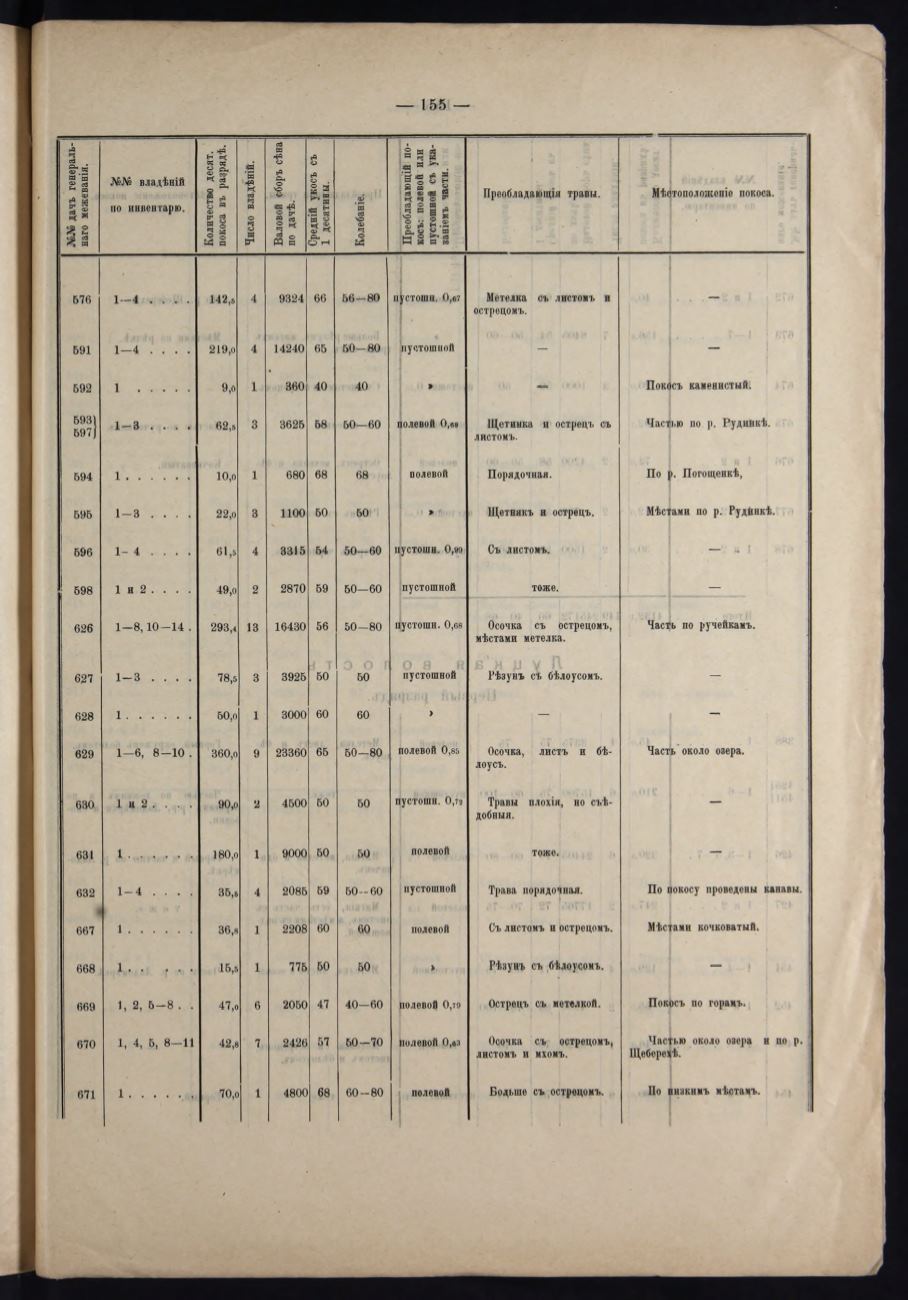 — 155 —
№№ дачъ генераль-
наго межеванія.
№№ владѣній
по инвентарю.
Количество десят.
покоса въ разрядѣ.
Число владѣній.
Валовой сборъ сѣна
по дачѣ.
Средній укосъ съ
1 десятины.
Колебаніе.
Преобладающій по-
косъ: полевой или
пустошной съ ука-
заніемъ части.
Преобладающія травы.
Мѣстоположеніе покоса.
576 1—4 . . . . 142,5 4 9324 66 56—80 пустошн. 0,67 Метелка съ листомъ и —
острецомъ.
591 1—4 . . . . 219,0 4 14240 65 50—80 пустошной — —
592 1 . . . . . 9,0 1 360 40 40 » — Покосъ каменистый.
593)
597) 1—3 . . . . 62,5 3 3625 58 50—60 полевой 0,69 Щетинка и острецъ съ Частью по р. Рудинкѣ.
листомъ.
594 1 . . . . . . 10,0 1 680 68 68 полевой Порядочная. По р. Погощенкѣ,
595 1—3 . . . . 22,0 3 1100 50 50 » Щетникъ и острецъ. Мѣстами по р. Рудинкѣ.
596 1-4 . . . . 61,5 4 3315 54 50—60 пустошн. 0,90 Съ листомъ. —
598 1 и 2 . . . . 49,0 2 2870 59 50—60 пустошной тоже. —
626 1—8, 10—14 . 293,4 13 16430 56 50—80 пустошн. 0,68 Осочка съ острецомъ, Часть по ручейкамъ.
мѣстами метелка.
627 1—3 . . . . 78,5 3 3925 50 50 пустошной Рѣзунъ съ бѣлоусомъ. —
628 1 . . . . . . 50,0 1 3000 60 60 » — —
629 1—6, 8—10 . 360,0 9 23360 65 50—80 полевой 0,85 Осочка, листъ и бѣ- Часть около озера.
лоусъ.
630 1 и 2 . . . . 90,0 2 4500 50 50 пустошн. 0,79 Травы плохія, но съѣ- —
добныя.
631 1 . . . . . . 180,0 1 9000 50 50 полевой тоже. —
632 1—4 . . . . 35,5 4 2085 59 50--60 пустошной Трава порядочная. По покосу проведены канавы.
667 1 . . . . . . 36,8 1 2208 60 60 полевой Съ листомъ и острецомъ. Мѣстами кочковатый.
668 1 . . . . . 15,5 1 775 50 50 » Рѣзунъ съ бѣлоусомъ. —
669 1, 2, 5—8 . . 47,0 6 2050 47 40—60 полевой 0,70 Острецъ съ метелкой. Покосъ по горамъ.
670 1, 4, 5, 8—11 42,8 7 2426 57 50—70 полевой 0,63 Осочка съ острецомъ, Частью около озера и по р.
листомъ и мхомъ. Щеберехѣ.
671 1 . . . . . . 70,0 1 4800 68 60—80 полевой Больше съ острецомъ. По низкимъ мѣстамъ.